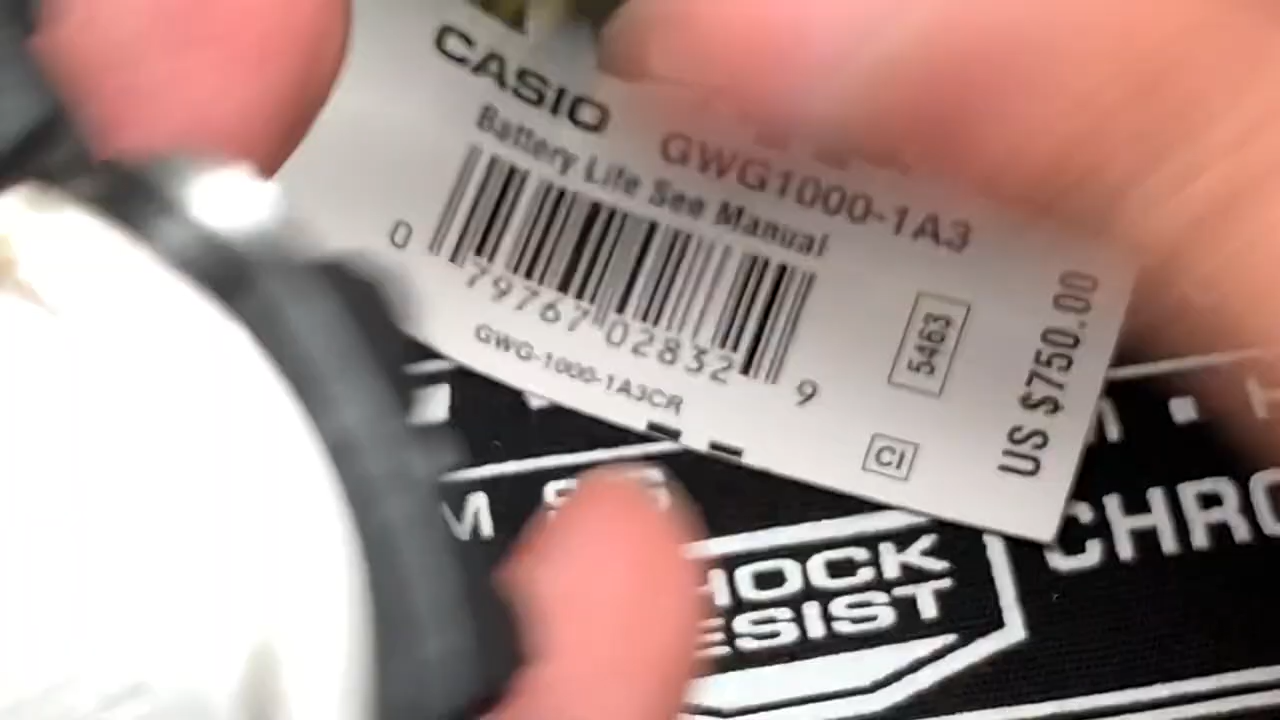 CASIO
GWG1000-1A3
Battery Life See Manual
0 79767 02832 9
GWG-1000-1A3CR
5463
CI
US $750.00
M
CHRO
HOCK
ESIST